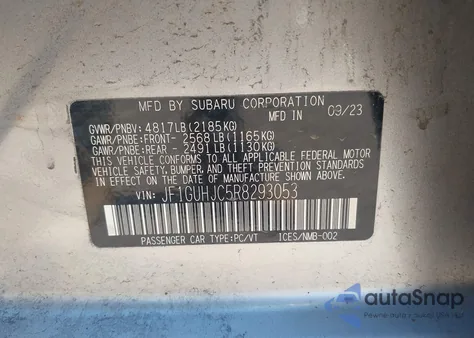 MFD BY SUBARU CORPORATION
MFD. IN 09/23
GVWR/PNBV: 4817LB(2185KG)
GAWR/PNBE: FRONT - 2568LB(1165KG)
GAWR/PNBE: REAR - 2491LB(1130KG)
THIS VEHICLE CONFORMS TO ALL APPLICABLE FEDERAL MOTOR
VEHICLE SAFETY, BUMPER, AND THEFT PREVENTION STANDARDS
IN EFFECT ON THE DATE OF MANUFACTURE SHOWN ABOVE.
VIN: JF1GUHJC5R8293053
PASSENGER CAR TYPE:PC/VT ICES/NMB-002
autoSnap